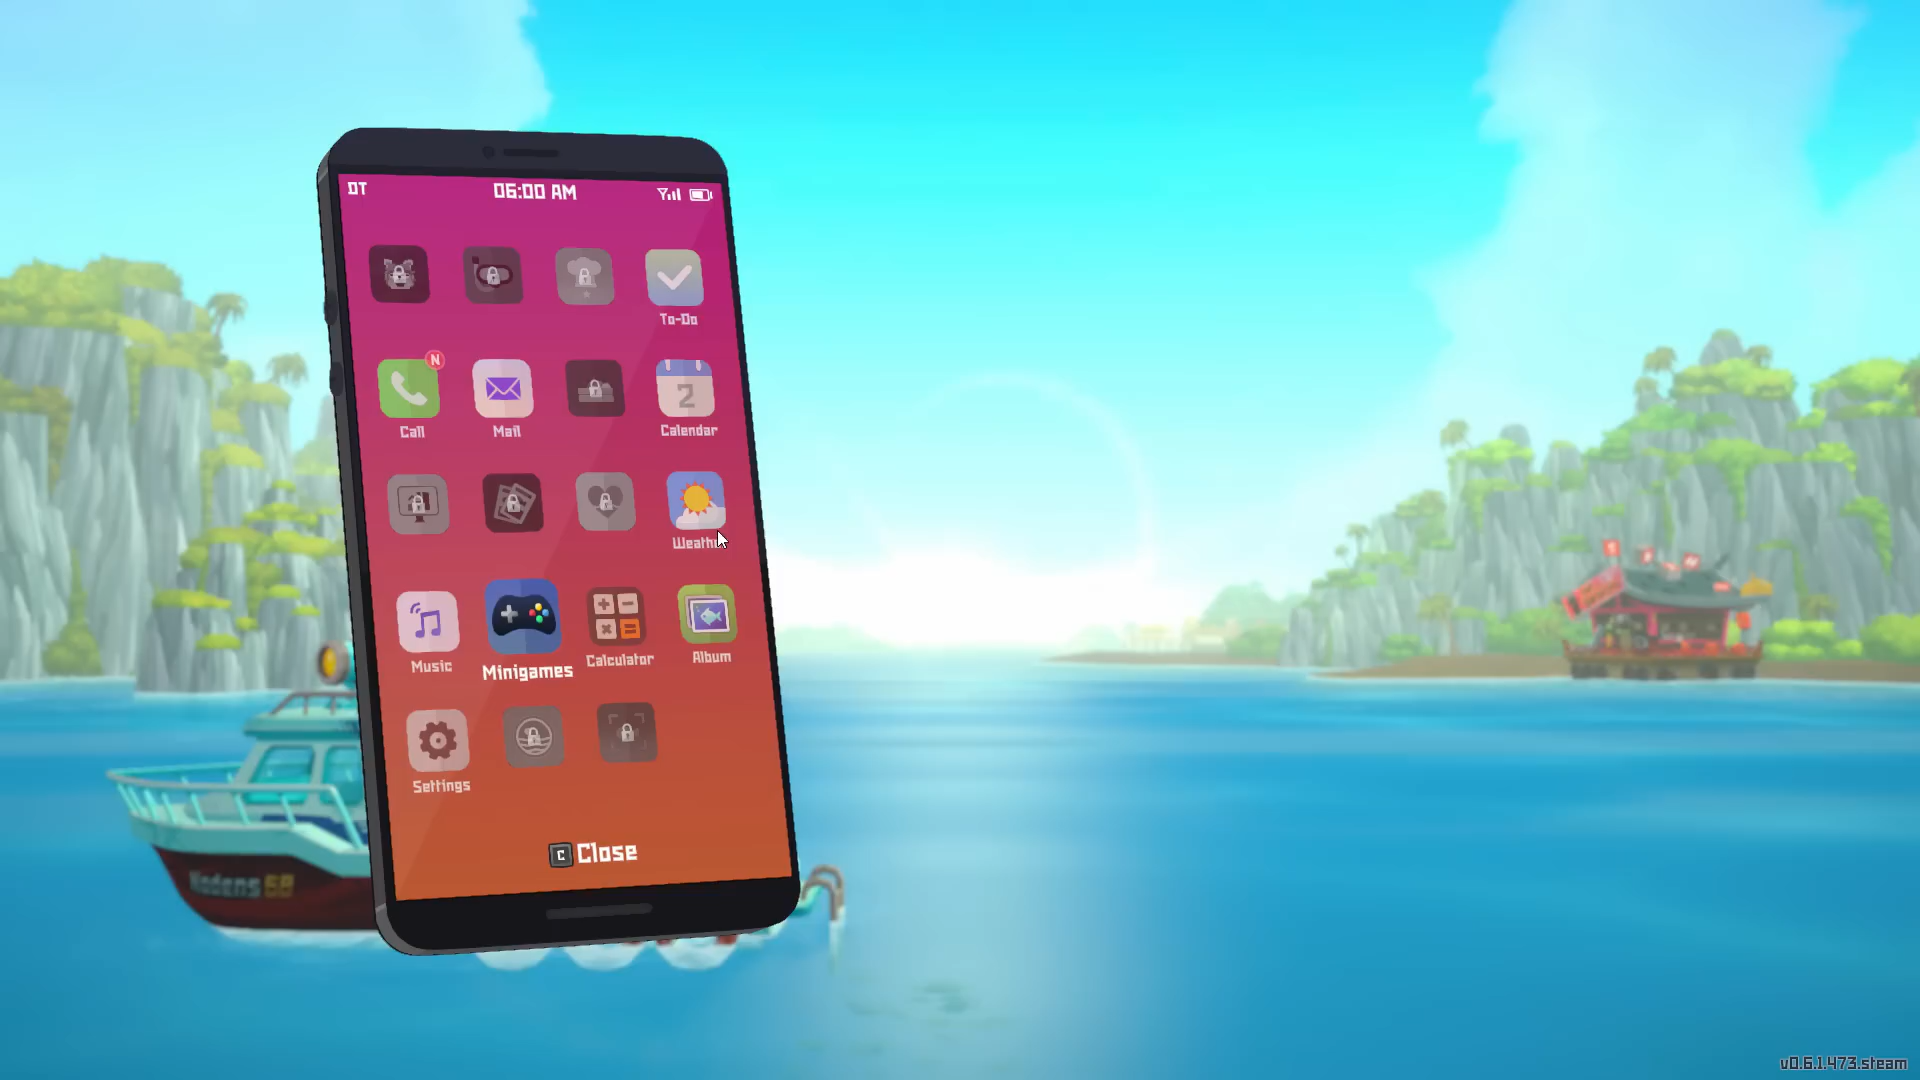 DT
06:00 AM
To-Do
N
Call
Mail
2
Calendar
Weath
Music
Minigames
Calculator
Album
Settings
C Close
v0.6.1.473.steam